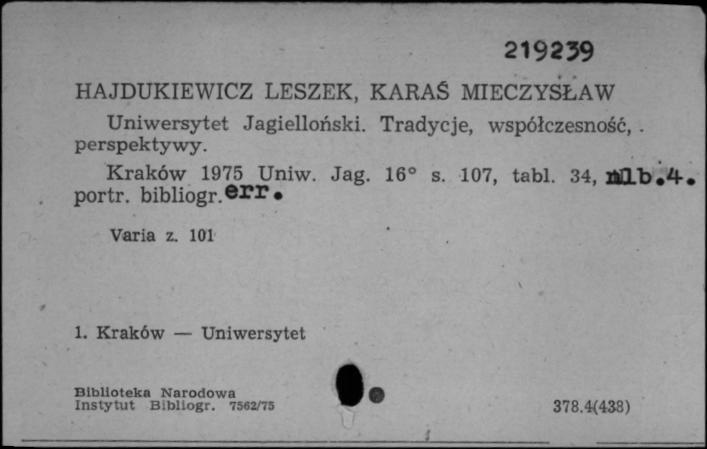 219239
HAJDUKIEWICZ LESZEK, KARAŚ MIECZYSŁAW
Uniwersytet Jagielloński. Tradycje, współczesność,
perspektywy.
Kraków 1975 Uniw. Jag. 16° s. 107, tabl. 34, nlb.4.
portr. bibliogr. err.
Varia z. 101
1. Kraków — Uniwersytet
Biblioteka Narodowa
Instytut Bibliogr. 7562/75
378.4(438)